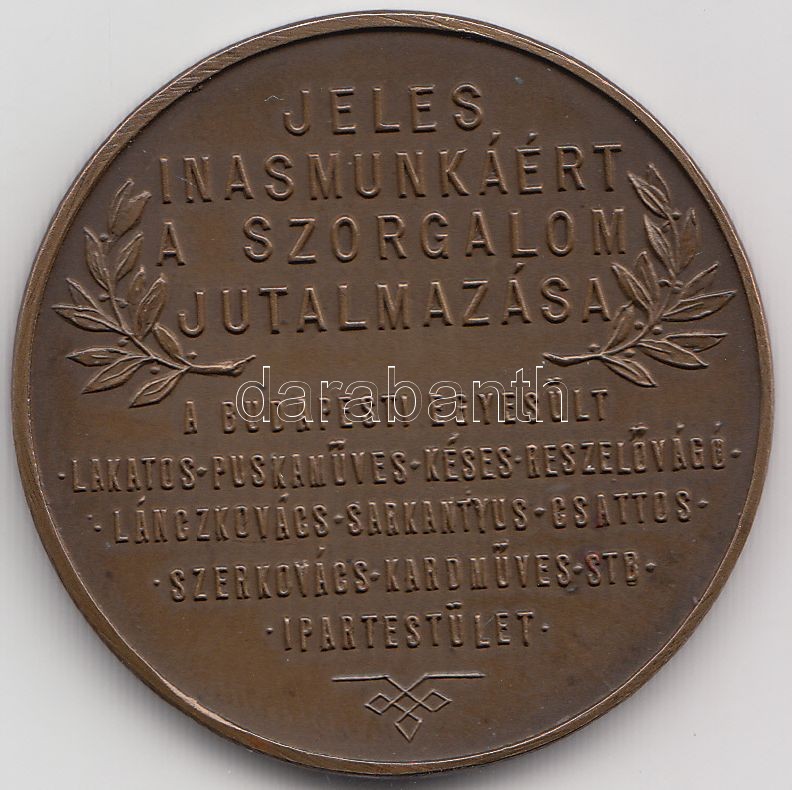 JELES
INASMUNKÁÉRT
A SZORGALOM
JUTALMAZÁSA
darabanth
A BUDAPESTI EGYESÜLT
·LAKATOS·PUSKAMŰVES·KÉSES·RESZELŐVÁGÓ·
·LÁNCZKOVÁCS·SARKANTYUS·CSATTOS·
·SZERKOVÁCS·KARDMŰVES·STB·
·IPARTESTÜLET·